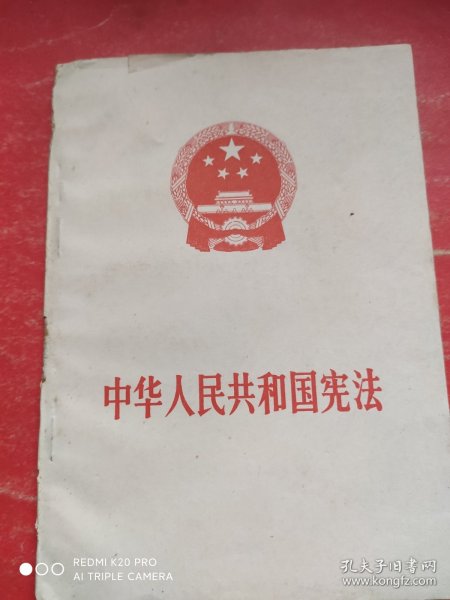 中华人民共和国宪法
REDMI K20 PRO
AI TRIPLE CAMERA
孔夫子旧书网
www.kongfz.com